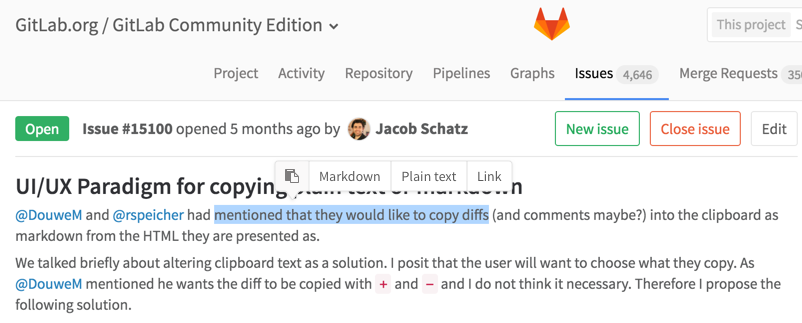 GitLab.org / GitLab Community Edition
This project S
Project Activity Repository Pipelines Graphs Issues 4,646 Merge Requests 350
Open Issue #15100 opened 5 months ago by Jacob Schatz New issue Close issue Edit
Markdown Plain text Link
UI/UX Paradigm for copying plain text or markdown
@DouweM and @rspeicher had mentioned that they would like to copy diffs (and comments maybe?) into the clipboard as
markdown from the HTML they are presented as.
We talked briefly about altering clipboard text as a solution. I posit that the user will want to choose what they copy. As
@DouweM mentioned he wants the diff to be copied with + and - and I do not think it necessary. Therefore I propose the
following solution.